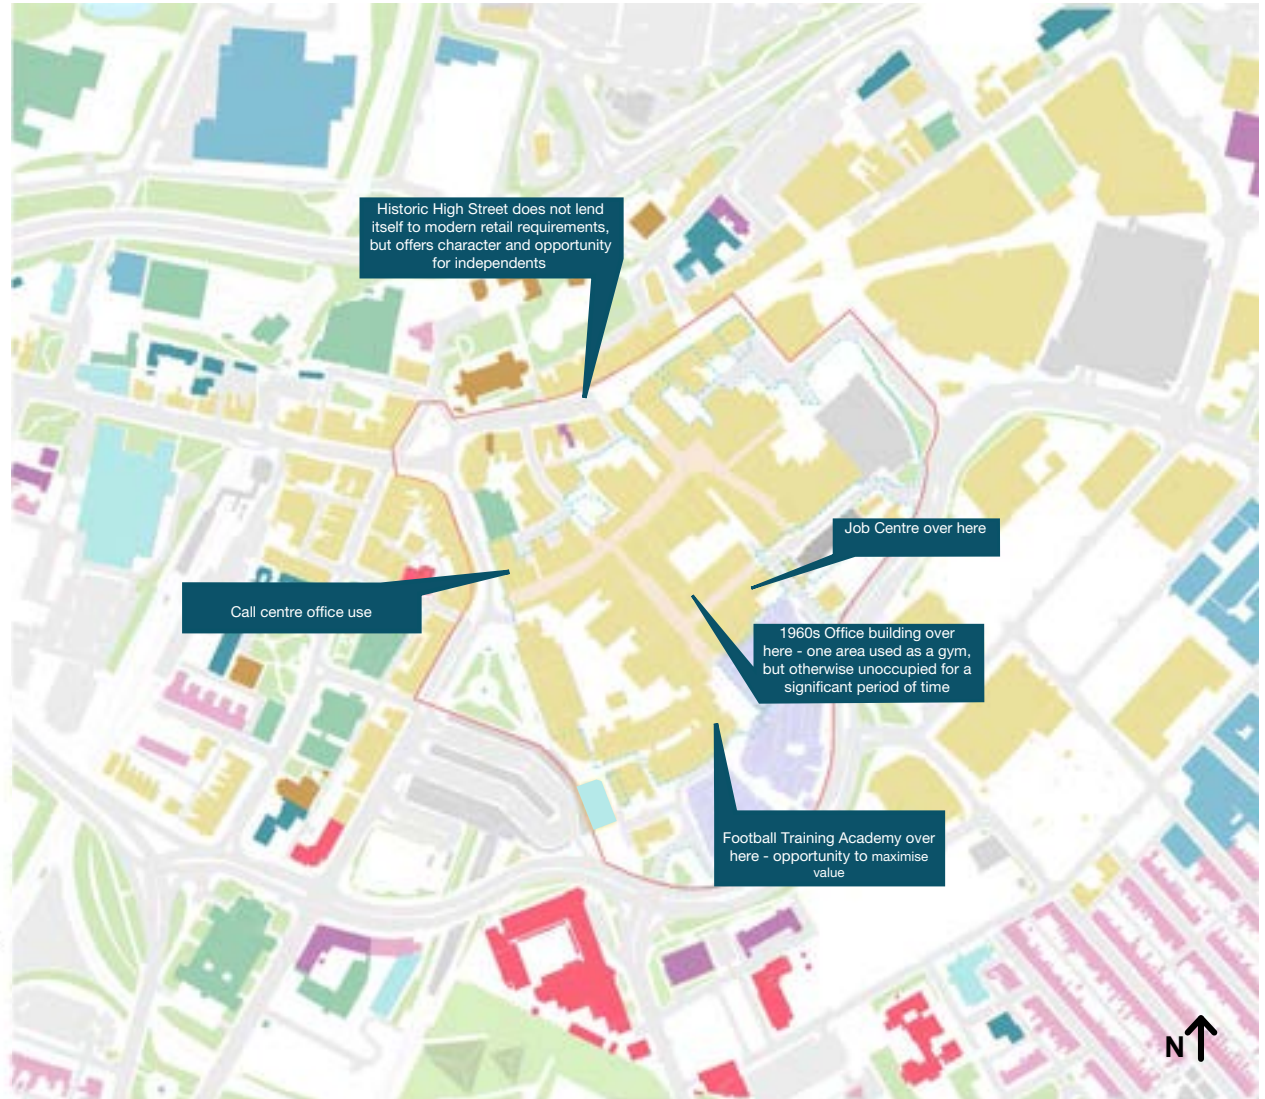 Historic High Street does not lend
itself to modern retail requirements,
but offers character and opportunity
for independents
Job Centre over here
Call centre office use
1960s Office building over
here - one area used as a gym,
but otherwise unoccupied for a
significant period of time
Football Training Academy over
here - opportunity to maximise
value
N